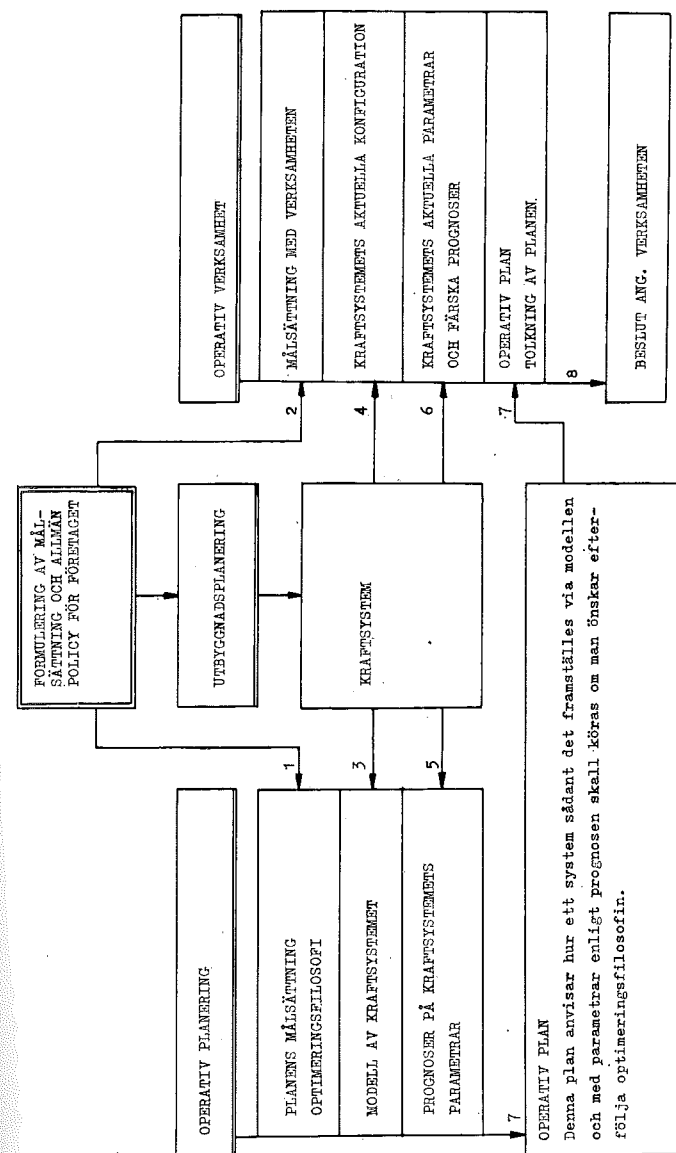 FORMULERING AV MÅL-
SÄTTNING OCH ALLMÄN
POLICY FÖR FÖRETAGET
OPERATIV PLANERING
UTBYGGNADSPLANERING
OPERATIV VERKSAMHET
1
2
PLANENS MÅLSÄTTNING
OPTIMERINGSFILOSOFI
MODELL AV KRAFTSYSTEMET
PROGNOSER PÅ KRAFTSYSTEMETS
PARAMETRAR
3
5
KRAFTSYSTEM
4
6
MÅLSÄTTNING MED VERKSAMHETEN
KRAFTSYSTEMETS AKTUELLA KONFIGURATION
KRAFTSYSTEMETS AKTUELLA PARAMETRAR
OCH FÄRSKA PROGNOSER
OPERATIV PLAN
TOLKNING AV PLANEN.
7
7
8
OPERATIV PLAN
Denna plan anvisar hur ett system sådant det framställes via modellen
och med parametrar enligt prognosen skall köras om man önskar efter-
följa optimeringsfilosofin.
BESLUT ANG. VERKSAMHETEN